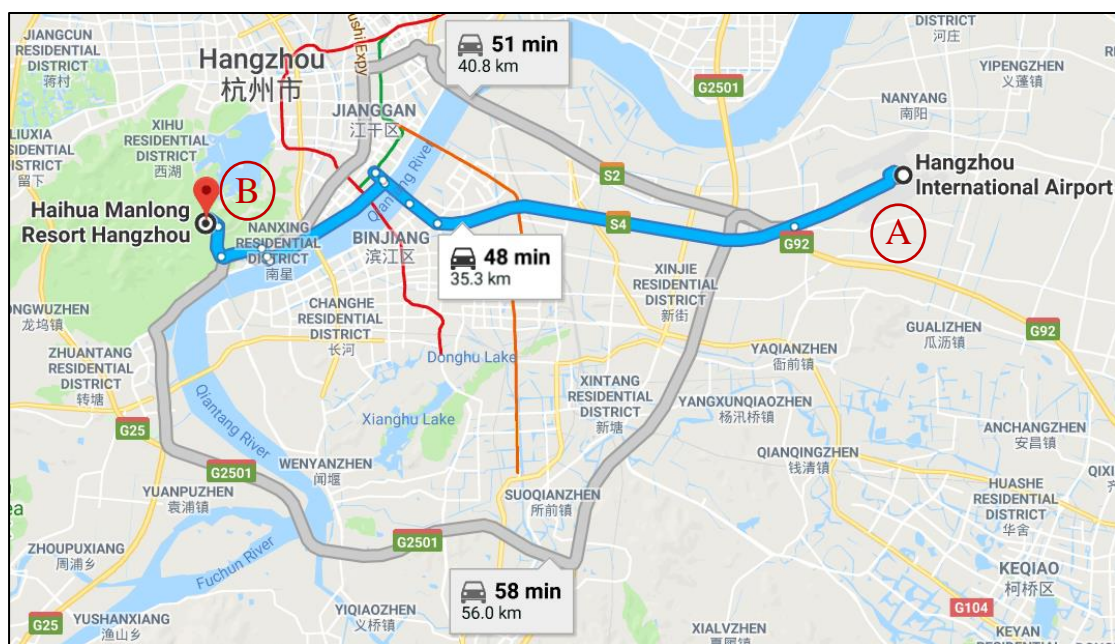 JIANGCUN
RESIDENTIAL
DISTRICT
蒋村
Hangzhou
杭州市
ushiExpy
51 min
40.8 km
G2501
DISTRICT
河庄
YIPENGZHEN
义蓬镇
NANYANG
南阳
JIANGGAN
江干区
XIHU
RESIDENTIAL
DISTRICT
西湖
DISTRICT
留下
B
Haihua Manlong
Resort Hangzhou
Qiantang River
S2
Hangzhou
International Airport
A
NANXING
RESIDENTIAL
DISTRICT
南星
BINJIANG
滨江区
S4
G92
48 min
35.3 km
XINJIE
RESIDENTIAL
DISTRICT
新街
龙坞镇
CHANGHE
RESIDENTIAL
DISTRICT
长河
G92
GUALIZHEN
瓜沥镇
ZHUANTANG
RESIDENTIAL
DISTRICT
转塘
Donghu Lake
YAQIANZHEN
衙前镇
XINTANG
RESIDENTIAL
DISTRICT
新塘
YANGXUNQIAOZHEN
杨汛桥镇
Qiantang River
Xianghu Lake
G25
ANCHANGZHEN
安昌镇
QIANQINGZHEN
钱清镇
WENYANZHEN
闻堰
G2501
YUANPUZHEN
袁浦镇
SUOQIANZHEN
所前镇
HUASHE
RESIDENTIAL
DISTRICT
华舍
G2501
ZHOUPUXIANG
周浦乡
Fuchun River
58 min
56.0 km
KEQIAO
柯桥区
YIQIAOZHEN
义桥镇
G104
G25
YUSHANXIANG
渔山乡
XIALVZHEN
KEYAN
RESIDENTIAL